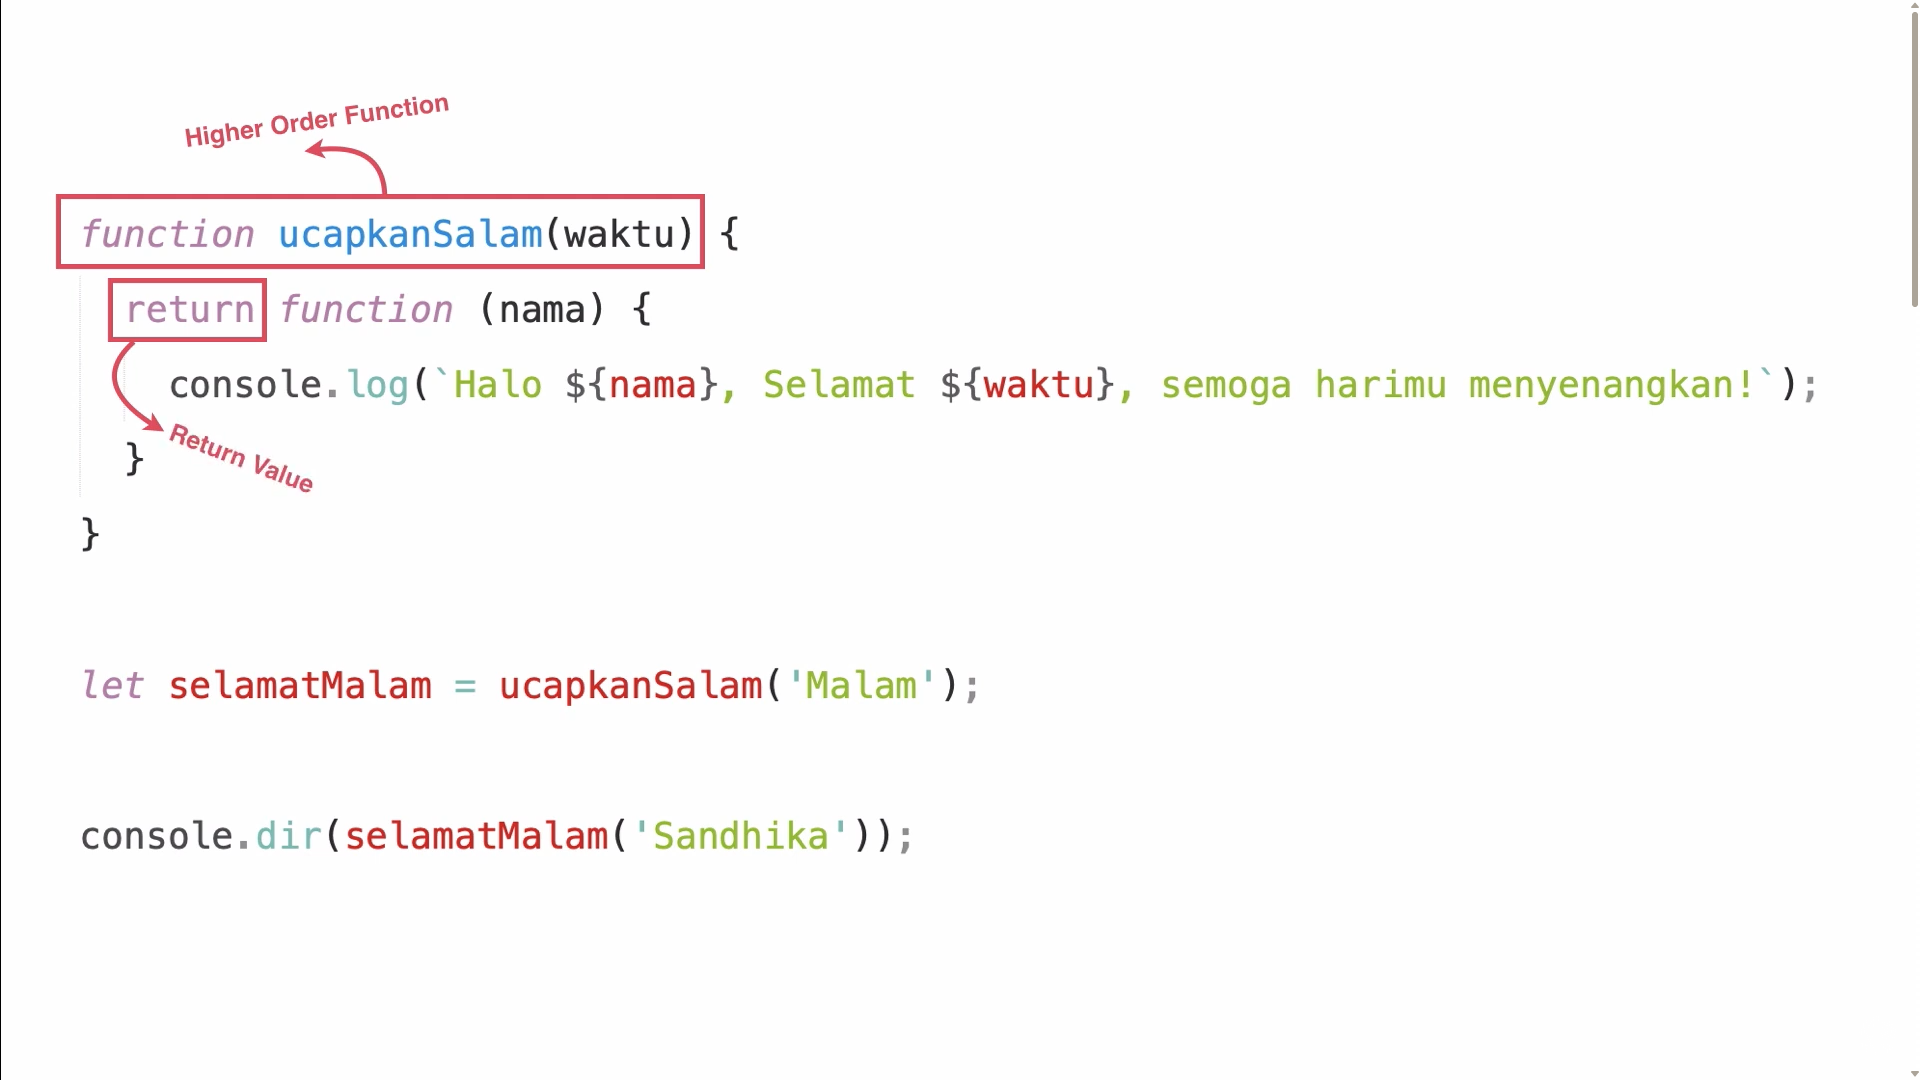 Higher Order Function
function ucapkanSalam(waktu) {
return function (nama) {
console.log(`Halo ${nama}, Selamat ${waktu}, semoga harimu menyenangkan!`);
}
Return Value
}
let selamatMalam = ucapkanSalam('Malam');
console.dir(selamatMalam('Sandhika'));